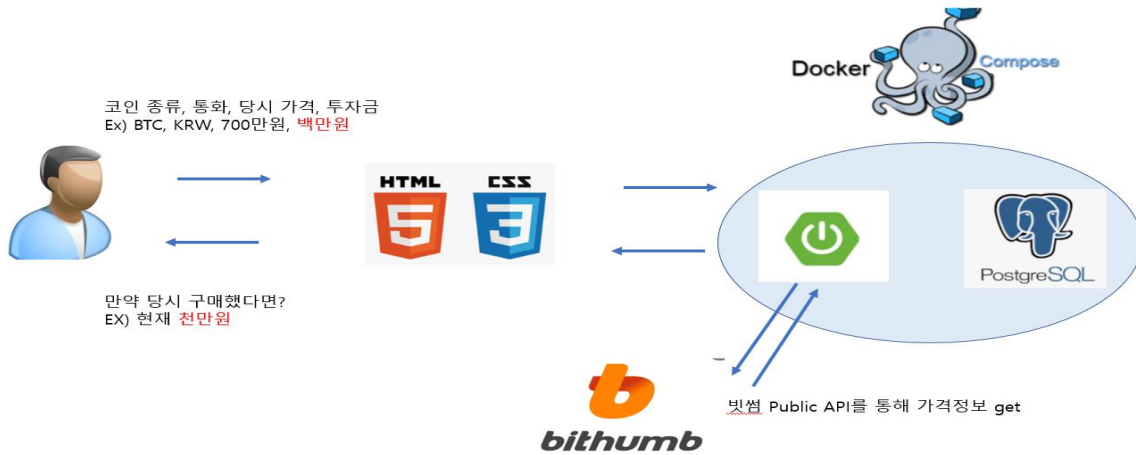 Docker Compose
코인 종류, 통화, 당시 가격, 투자금
Ex) BTC, KRW, 700만원, 백만원
HTML CSS
5 3
PostgreSQL
만약 당시 구매했다면?
EX) 현재 천만원
빗썸 Public API를 통해 가격정보 get
bithumb